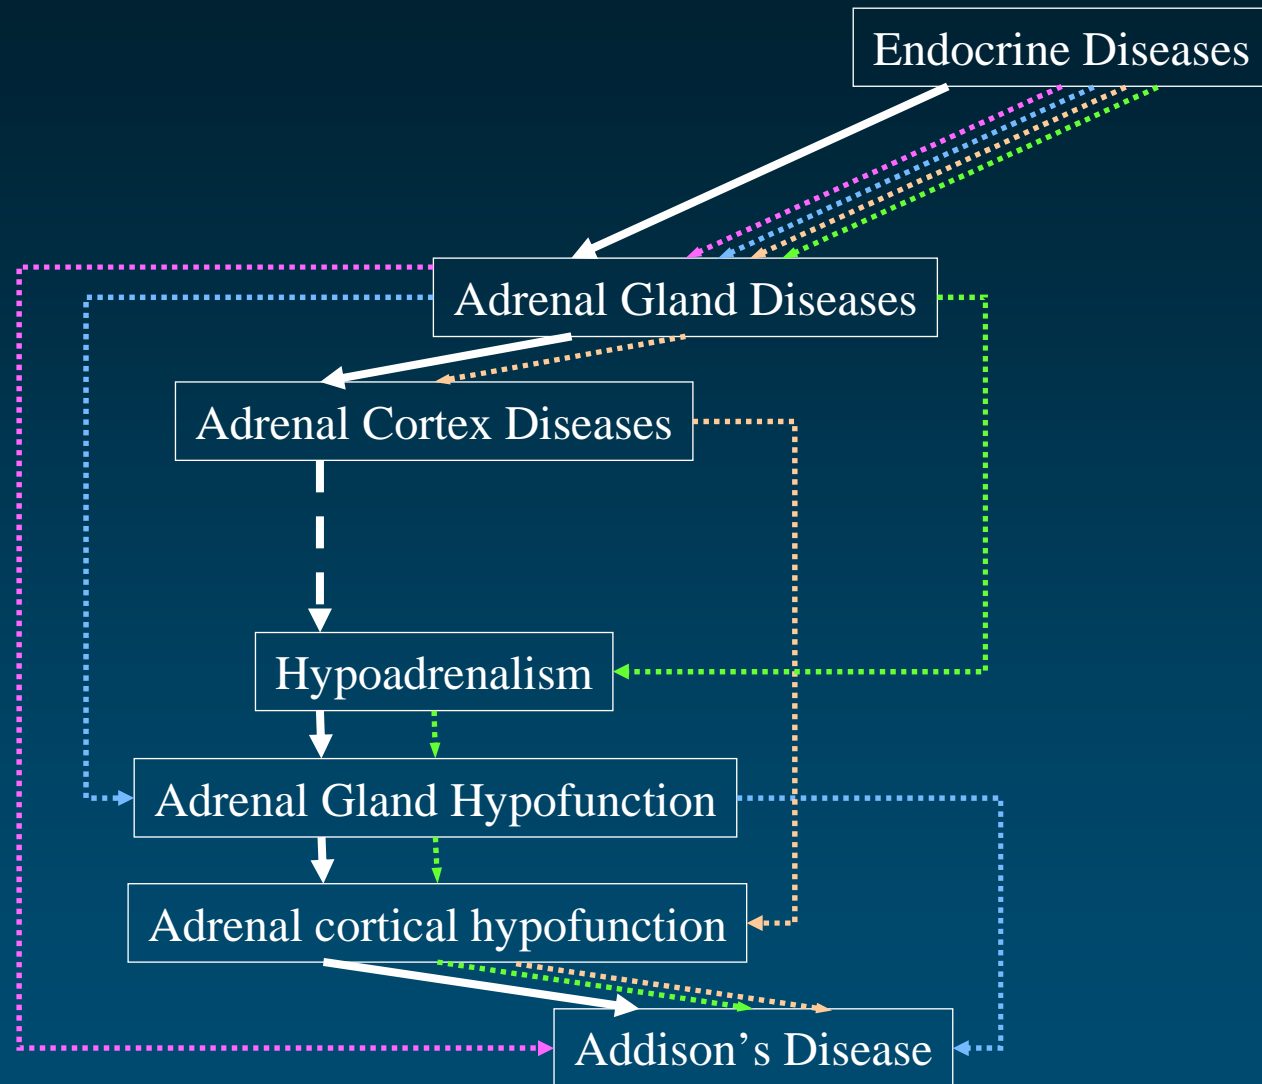 Endocrine Diseases
Adrenal Gland Diseases
Adrenal Cortex Diseases
Hypoadrenalism
Adrenal Gland Hypofunction
Adrenal cortical hypofunction
Addison’s Disease